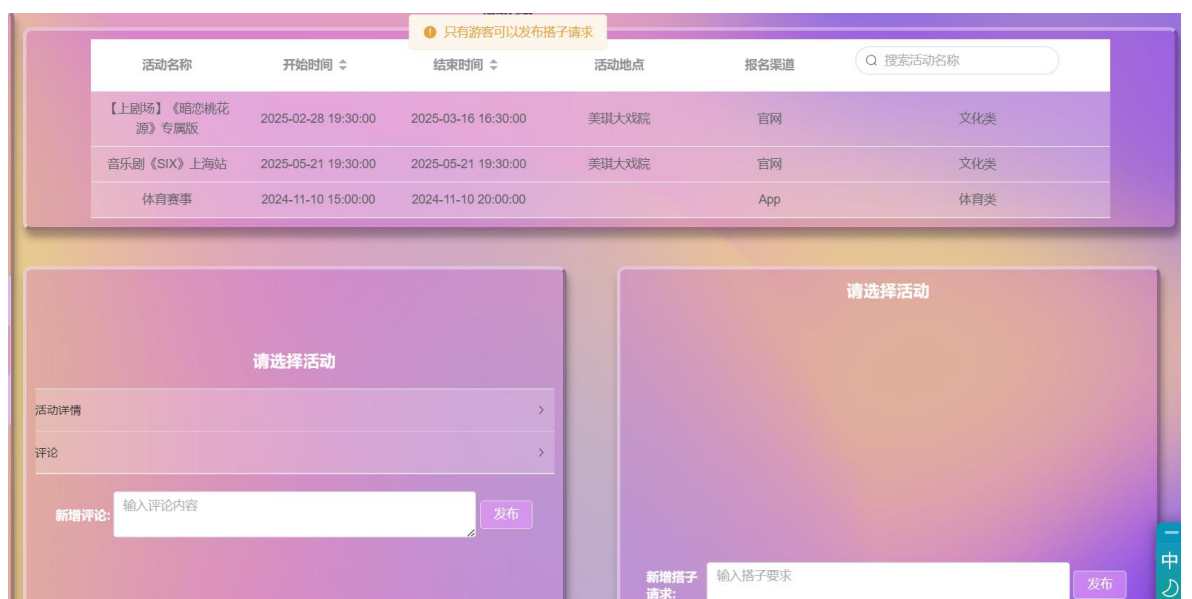 只有游客可以发布搭子请求
活动名称 开始时间 结束时间 活动地点 报名渠道 搜索活动名称
【上剧场】《暗恋桃花
源》专属版 2025-02-28 19:30:00 2025-03-16 16:30:00 美琪大戏院 官网 文化类
音乐剧《SIX》上海站 2025-05-21 19:30:00 2025-05-21 19:30:00 美琪大戏院 官网 文化类
体育赛事 2024-11-10 15:00:00 2024-11-10 20:00:00 App 体育类
请选择活动
活动详情
评论
新增评论: 输入评论内容 发布
请选择活动
新增搭子
请求: 输入搭子要求 发布
中